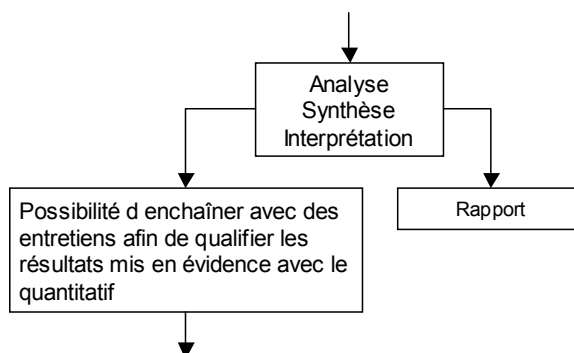 Analyse
Synthèse
Interprétation
Possibilité d enchaîner avec des
entretiens afin de qualifier les
résultats mis en évidence avec le
quantitatif
Rapport